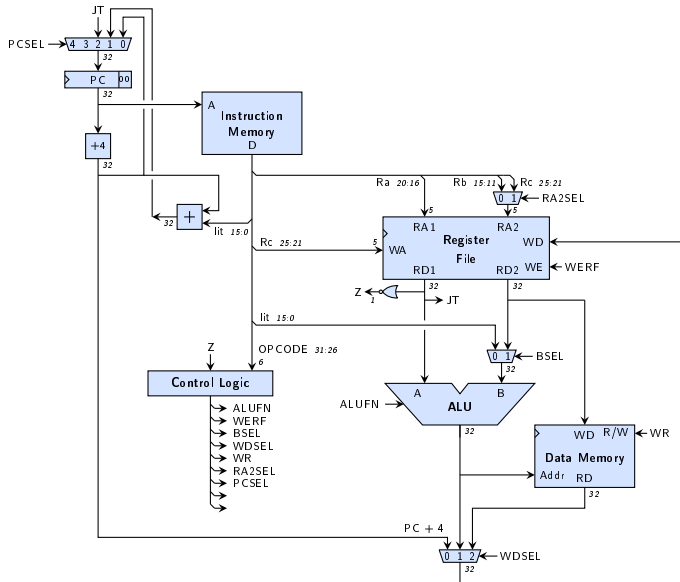 JT
PCSEL
4 3 2 1 0
32
PC 00
32
A
Instruction
Memory
D
+4
32
Ra 20:16
Rb 15:11
Rc 25:21
0 1
RA2SEL
5
5
+
32
lit 15:0
Rc 25:21
5
RA1
RA2
WA
Register
File
WD
WE
WERF
RD1
RD2
32
32
Z
1
JT
lit 15:0
Z
OPCODE 31:26
6
0 1
BSEL
32
Control Logic
ALUFN
WERF
BSEL
WDSEL
WR
RA2SEL
PCSEL
ALUFN
A
B
ALU
32
WD R/W
WR
Data Memory
Addr
RD
32
PC + 4
0 1 2
WDSEL
32